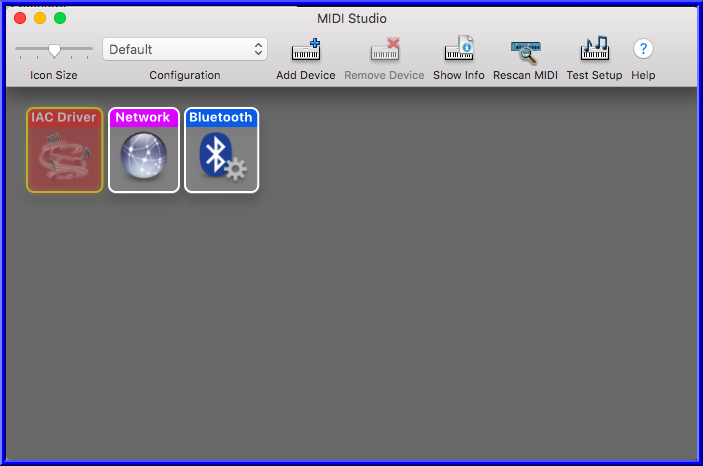 MIDI Studio
Default
Icon Size
Configuration
Add Device
Remove Device
Show Info
Rescan MIDI
Test Setup
?
Help
IAC Driver
Network
Bluetooth